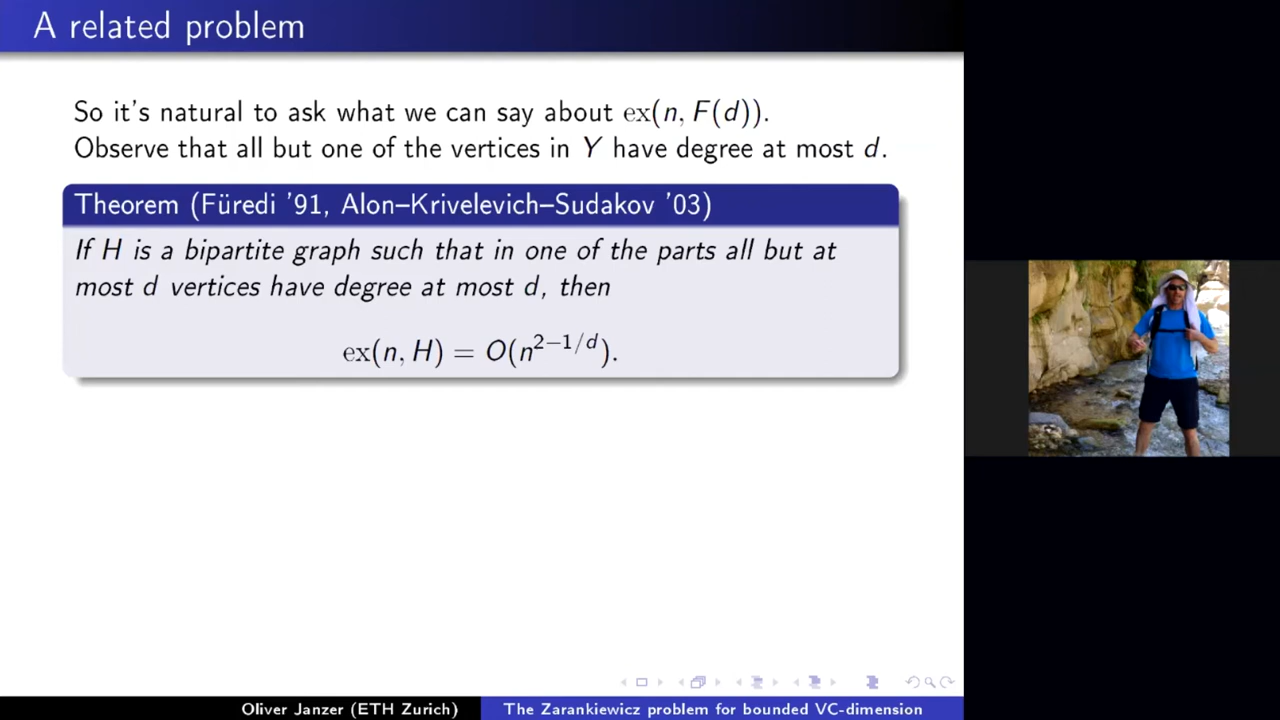 A related problem
So it's natural to ask what we can say about ex(n, F(d)).
Observe that all but one of the vertices in Y have degree at most d.
Theorem (Füredi '91, Alon–Krivelevich–Sudakov '03)
If H is a bipartite graph such that in one of the parts all but at
most d vertices have degree at most d, then
ex(n, H) = O(n^{2−1/d}).
Oliver Janzer (ETH Zurich)
The Zarankiewicz problem for bounded VC-dimension